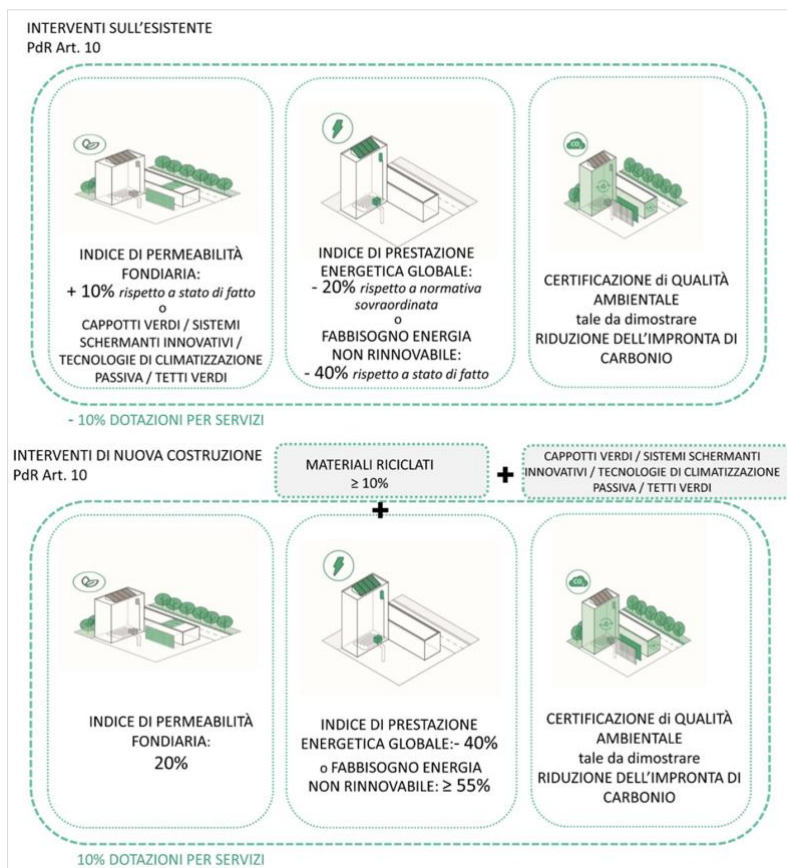 INTERVENTI SULL'ESISTENTE
PdR Art. 10
INDICE DI PERMEABILITÀ
FONDIARIA:
+ 10% rispetto a stato di fatto
o
CAPPOTTI VERDI / SISTEMI
SCHERMANTI INNOVATIVI /
TECNOLOGIE DI CLIMATIZZAZIONE
PASSIVA / TETTI VERDI
INDICE DI PRESTAZIONE
ENERGETICA GLOBALE:
- 20% rispetto a normativa
sovraordinata
o
FABBISOGNO ENERGIA
NON RINNOVABILE:
- 40% rispetto a stato di fatto
CO₂
CERTIFICAZIONE di QUALITÀ
AMBIENTALE
tale da dimostrare
RIDUZIONE DELL'IMPRONTA DI
CARBONIO
- 10% DOTAZIONI PER SERVIZI
INTERVENTI DI NUOVA COSTRUZIONE
PdR Art. 10
MATERIALI RICICLATI
≥ 10%
+
CAPPOTTI VERDI / SISTEMI SCHERMANTI
INNOVATIVI / TECNOLOGIE DI CLIMATIZZAZIONE
PASSIVA / TETTI VERDI
+
INDICE DI PERMEABILITÀ
FONDIARIA:
20%
INDICE DI PRESTAZIONE
ENERGETICA GLOBALE:- 40%
o FABBISOGNO ENERGIA
NON RINNOVABILE: ≥ 55%
CO₂
CERTIFICAZIONE di QUALITÀ
AMBIENTALE
tale da dimostrare
RIDUZIONE DELL'IMPRONTA DI
CARBONIO
10% DOTAZIONI PER SERVIZI